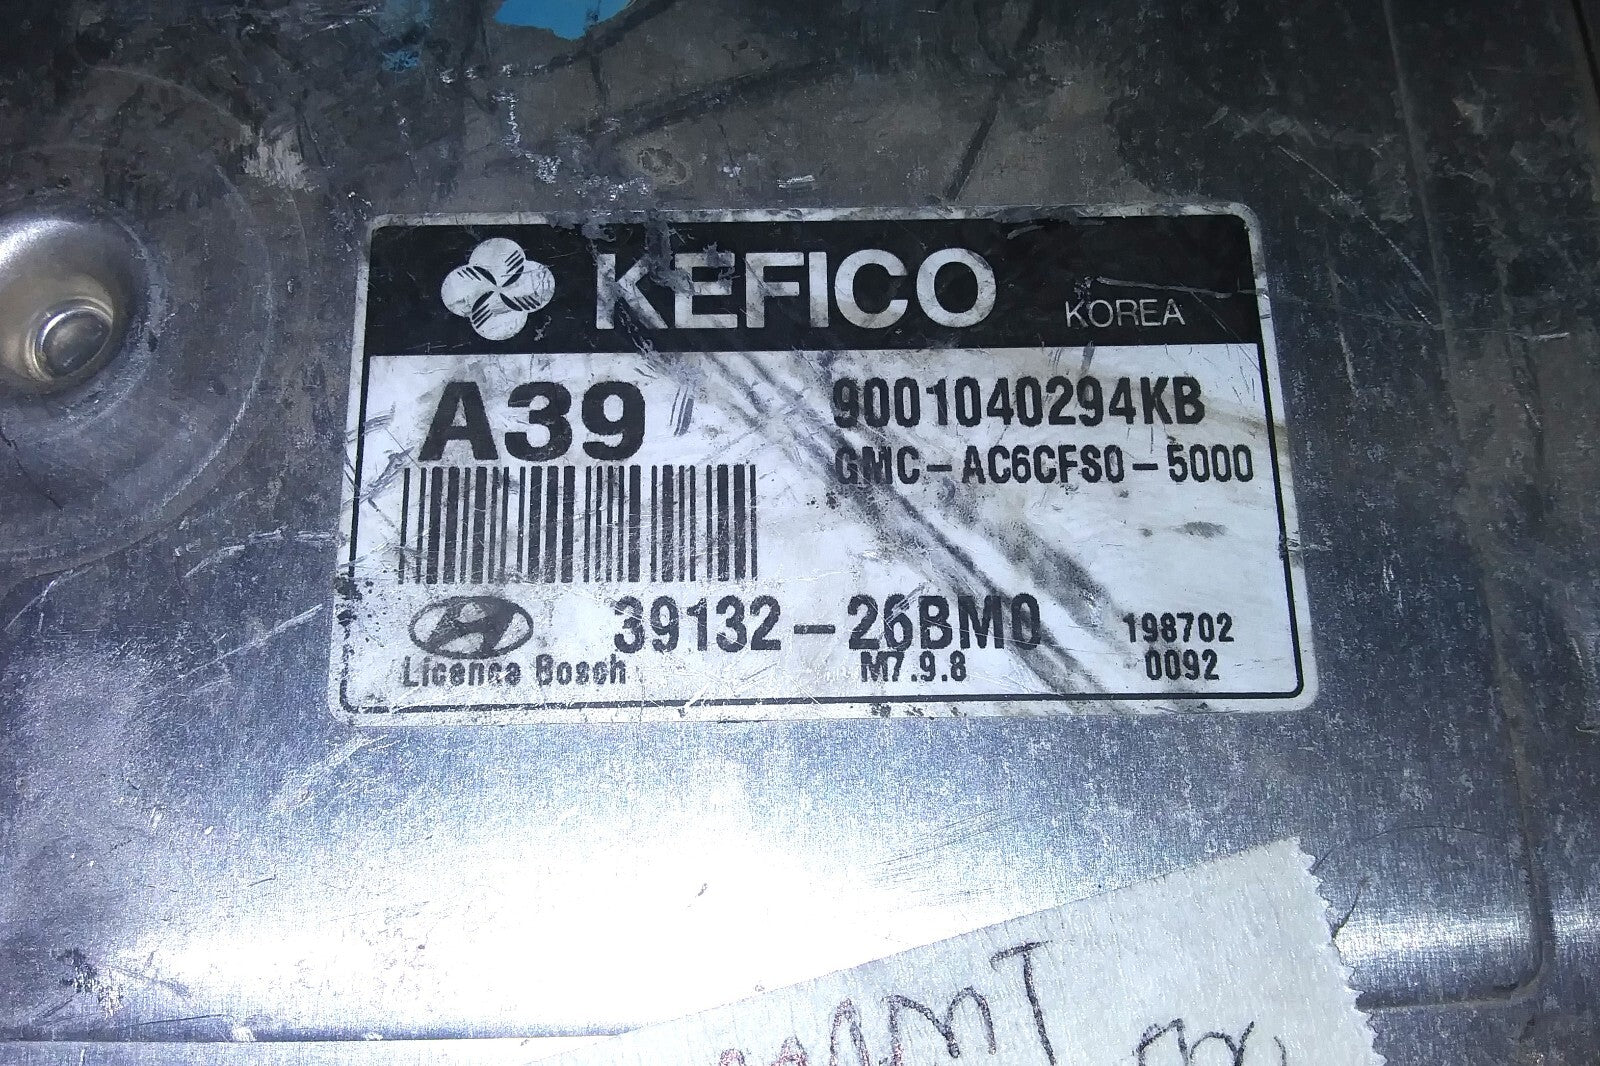 KEFICO KOREA
A39 9001040294KB
GMC-AC6CFS0-5000
39132-26BM0 198702
Licence Bosch M7.9.8 0092